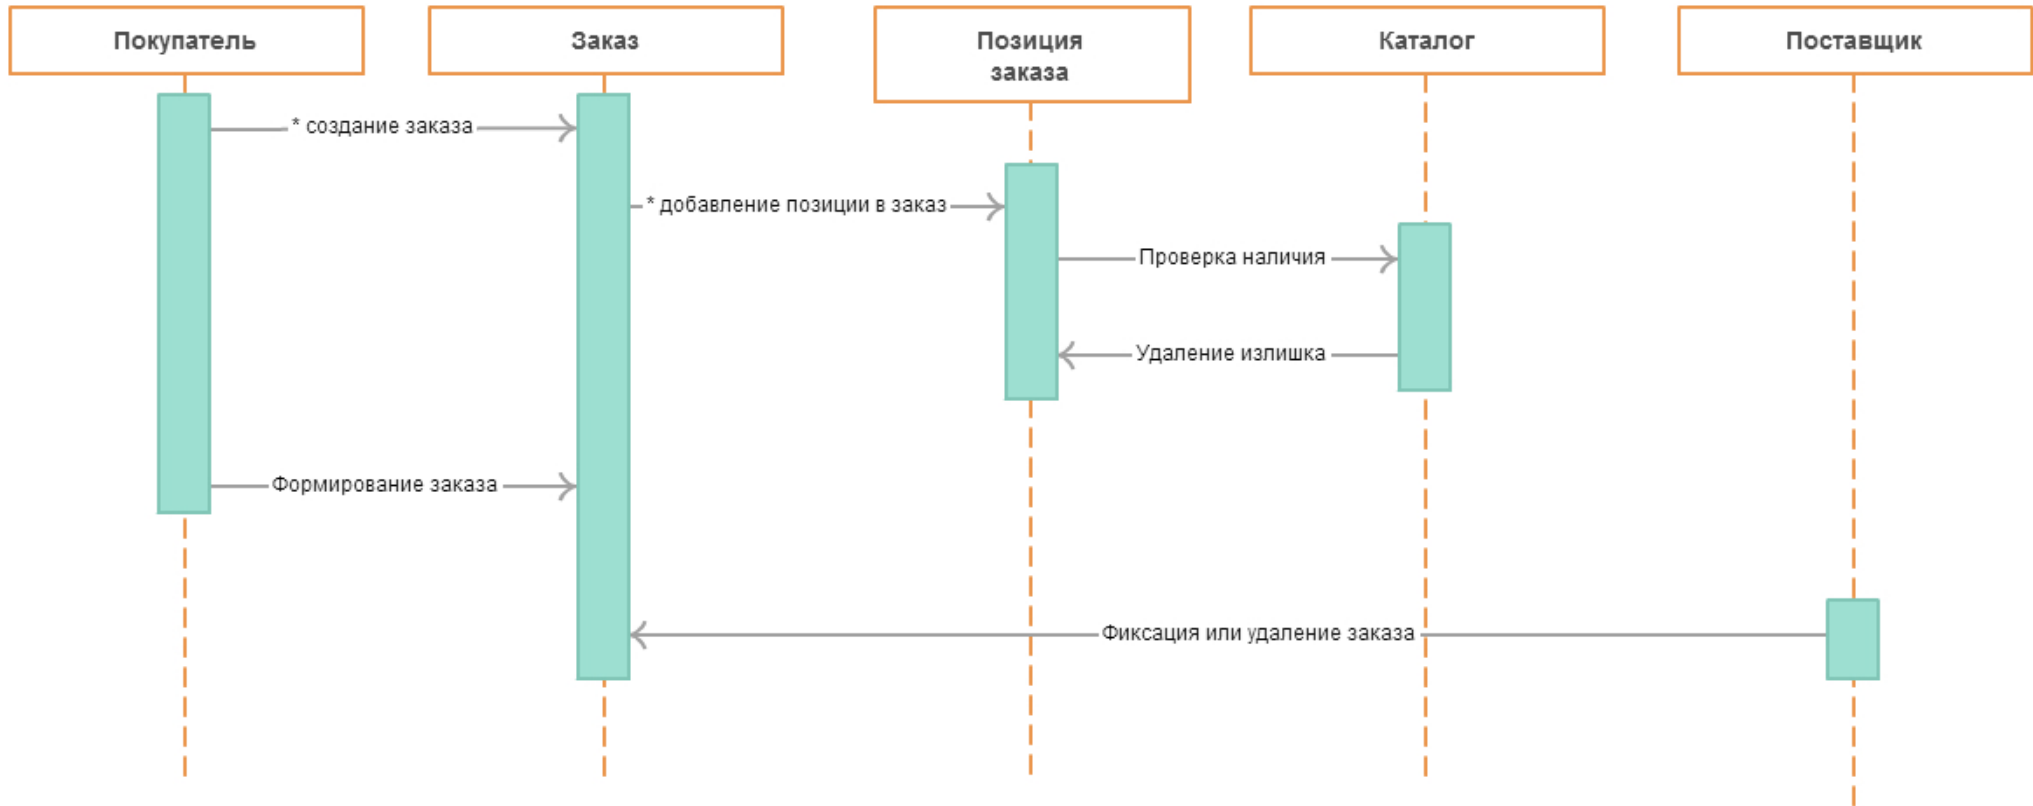 Покупатель
Заказ
Позиция
заказа
Каталог
Поставщик
* создание заказа
* добавление позиции в заказ
Проверка наличия
Удаление излишка
Формирование заказа
Фиксация или удаление заказа